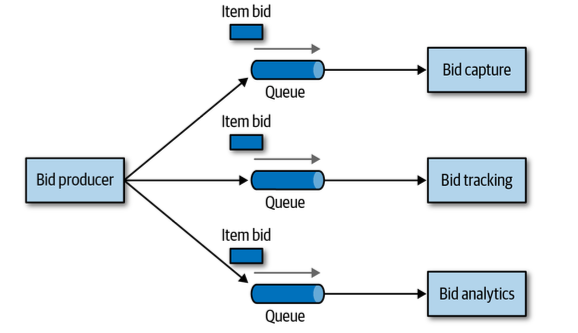 Item bid
Queue
Bid capture
Item bid
Bid producer
Queue
Bid tracking
Item bid
Queue
Bid analytics